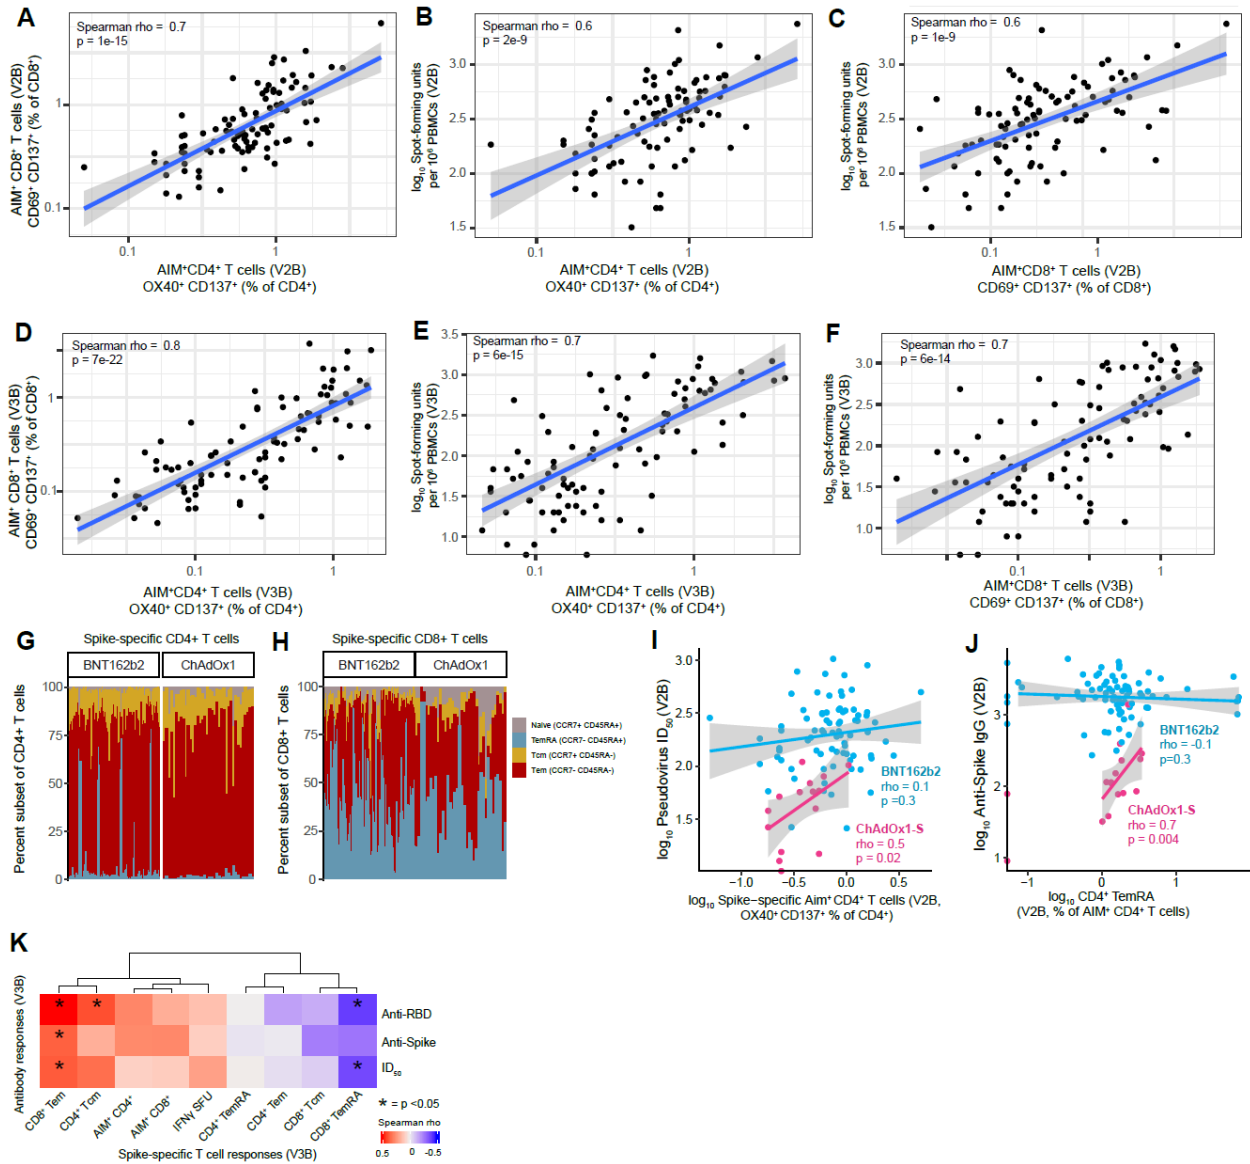 A
Spearman rho = 0.7
p = 1e-15
AIM⁺ CD8⁺ T cells (V2B)
CD69⁺ CD137⁺ (% of CD8⁺)
1
0.1
0.1
1
AIM⁺CD4⁺ T cells (V2B)
OX40⁺ CD137⁺ (% of CD4⁺)
B
Spearman rho = 0.6
p = 2e-9
log₁₀ Spot-forming units
per 10⁶ PBMCs (V2B)
3.0
2.5
2.0
1.5
0.1
1
AIM⁺CD4⁺ T cells (V2B)
OX40⁺ CD137⁺ (% of CD4⁺)
C
Spearman rho = 0.6
p = 1e-9
log₁₀ Spot-forming units
per 10⁶ PBMCs (V2B)
3.0
2.5
2.0
1.5
0.1
1
AIM⁺CD8⁺ T cells (V2B)
CD69⁺ CD137⁺ (% of CD8⁺)
D
Spearman rho = 0.8
p = 7e-22
AIM⁺ CD8⁺ T cells (V3B)
CD69⁺ CD137⁺ (% of CD8⁺)
1
0.1
0.1
1
AIM⁺CD4⁺ T cells (V3B)
OX40⁺ CD137⁺ (% of CD4⁺)
E
Spearman rho = 0.7
p = 6e-15
log₁₀ Spot-forming units
per 10⁶ PBMCs (V3B)
3.5
3.0
2.5
2.0
1.5
1.0
0.1
1
AIM⁺CD4⁺ T cells (V3B)
OX40⁺ CD137⁺ (% of CD4⁺)
F
Spearman rho = 0.7
p = 6e-14
log₁₀ Spot-forming units
per 10⁶ PBMCs (V3B)
3.0
2.5
2.0
1.5
1.0
0.1
1
AIM⁺CD8⁺ T cells (V3B)
CD69⁺ CD137⁺ (% of CD8⁺)
G
Spike-specific CD4+ T cells
BNT162b2
ChAdOx1
Percent subset of CD4+ T cells
100
75
50
25
0
H
Spike-specific CD8+ T cells
BNT162b2
ChAdOx1
Percent subset of CD8+ T cells
100
75
50
25
0
Naïve (CCR7+ CD45RA+)
TemRA (CCR7- CD45RA+)
Tcm (CCR7+ CD45RA-)
Tem (CCR7- CD45RA-)
I
log₁₀ Pseudovirus ID₅₀ (V2B)
3.0
2.5
2.0
1.5
1.0
BNT162b2
rho = 0.1
p =0.3
ChAdOx1-S
rho = 0.5
p = 0.02
−1.0
−0.5
0.0
0.5
log₁₀ Spike−specific Aim⁺ CD4⁺ T cells (V2B,
OX40⁺ CD137⁺ % of CD4⁺)
J
log₁₀ Anti-Spike IgG (V2B)
3
2
1
BNT162b2
rho = -0.1
p=0.3
ChAdOx1-S
rho = 0.7
p = 0.004
−1
0
1
log₁₀ CD4⁺ TemRA
(V2B, % of AIM⁺ CD4⁺ T cells)
K
Antibody responses (V3B)
* * *
Anti-RBD
*
Anti-Spike
* *
ID₅₀
CD8⁺ Tem
CD4⁺ Tcm
AIM⁺ CD4⁺
AIM⁺ CD8⁺
IFNγ SFU
CD4⁺ TemRA
CD4⁺ Tem
CD8⁺ Tcm
CD8⁺ TemRA
* = p <0.05
Spearman rho
0.5 0 -0.5
Spike-specific T cell responses (V3B)